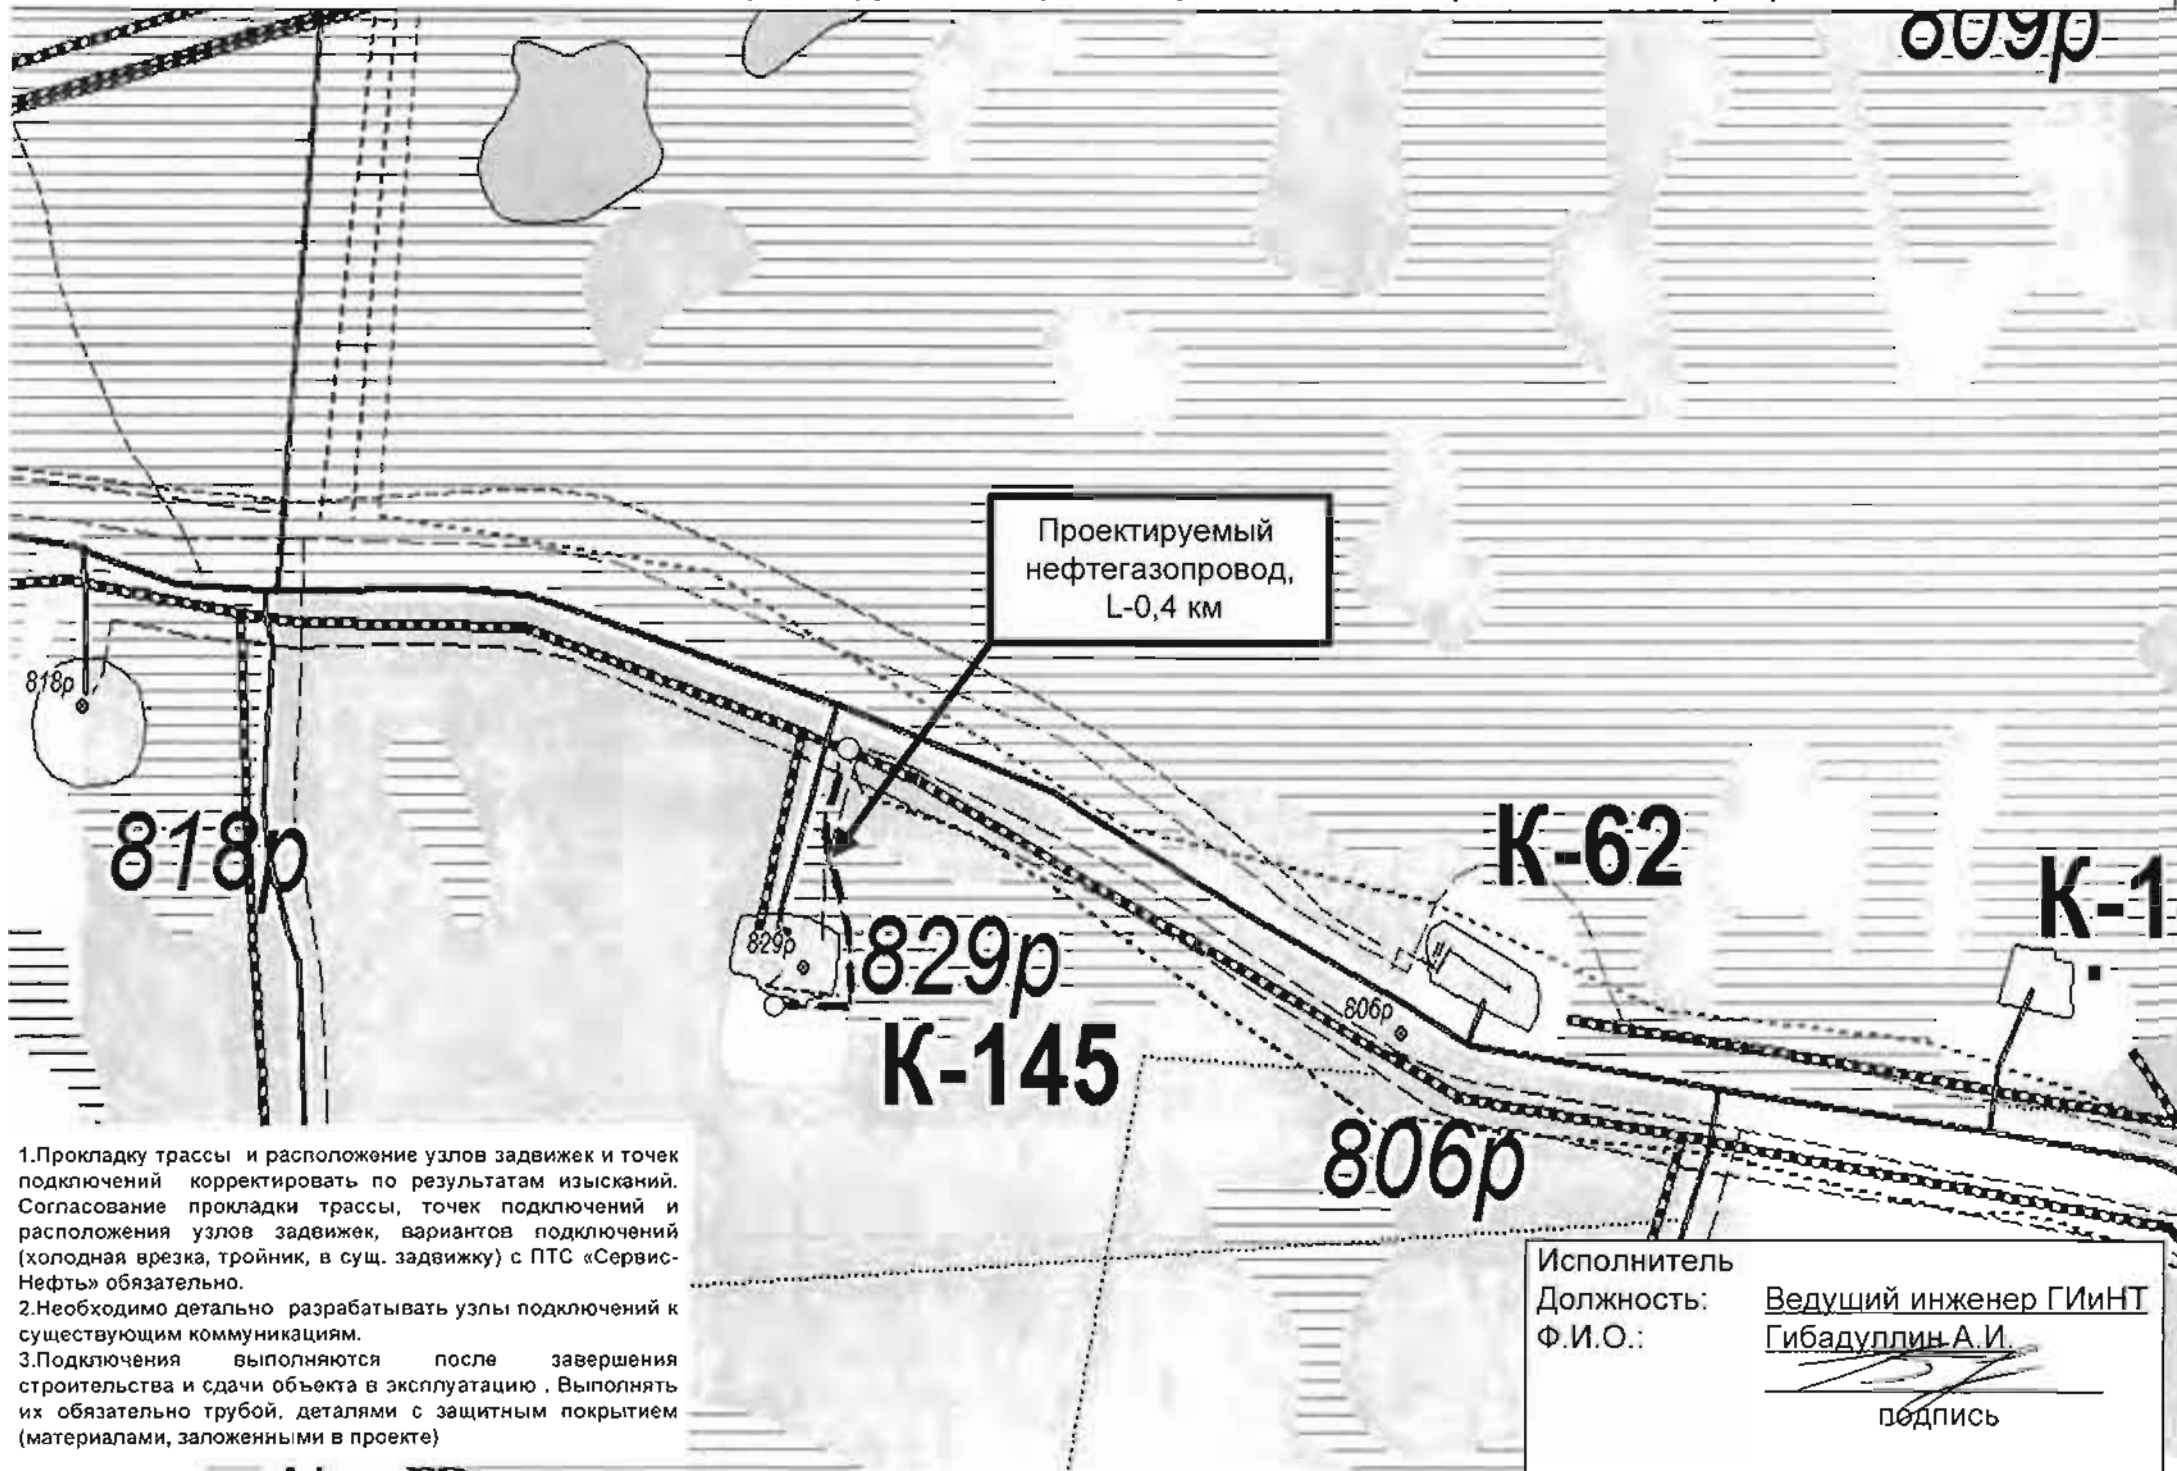 809р
Проектируемый
нефтегазопровод,
L-0,4 км
818р
818р
К-62
К-1
829р
829р
К-145
806р
806р
1.Прокладку трассы и расположение узлов задвижек и точек
подключений корректировать по результатам изысканий.
Согласование прокладки трассы, точек подключений и
расположения узлов задвижек, вариантов подключений
(холодная врезка, тройник, в сущ. задвижку) с ПТС «Сервис-
Нефть» обязательно.
2.Необходимо детально разрабатывать узлы подключений к
существующим коммуникациям.
3.Подключения выполняются после завершения
строительства и сдачи объекта в эксплуатацию . Выполнять
их обязательно трубой, деталями с защитным покрытием
(материалами, заложенными в проекте)
Исполнитель
Должность: Ведущий инженер ГИиНТ
Ф.И.О.: Гибадуллин А.И.
подпись